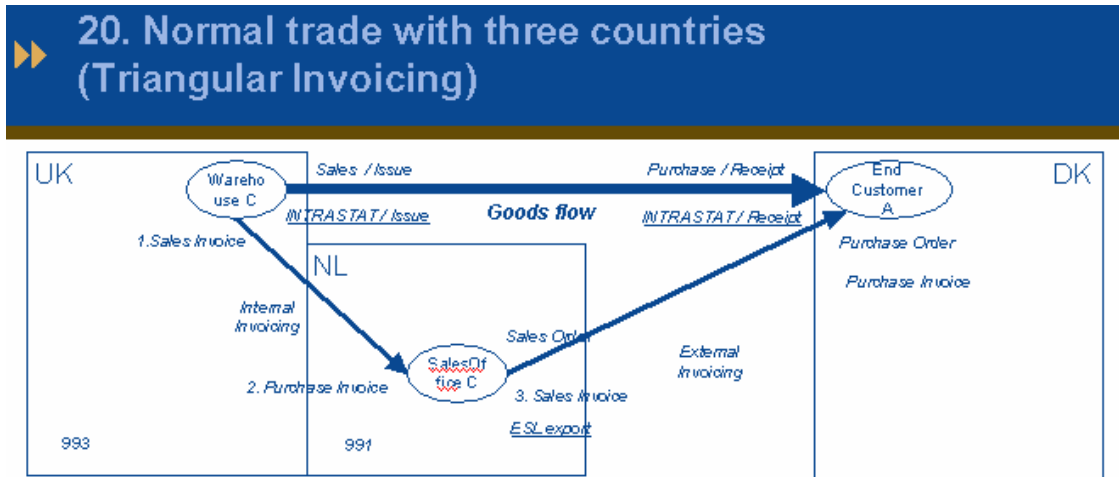 20. Normal trade with three countries
(Triangular Invoicing)
UK
Wareho
use C
Sales / Issue
Purchase / Receipt
End
Customer
A
DK
INTRASTAT / Issue
Goods flow
INTRASTAT / Receipt
1.Sales Invoice
Purchase Order
NL
Purchase Invoice
Internal
Invoicing
Sales Order
External
Invoicing
SalesOf
fice C
2. Purchase Invoice
3. Sales Invoice
ESL export
993
991